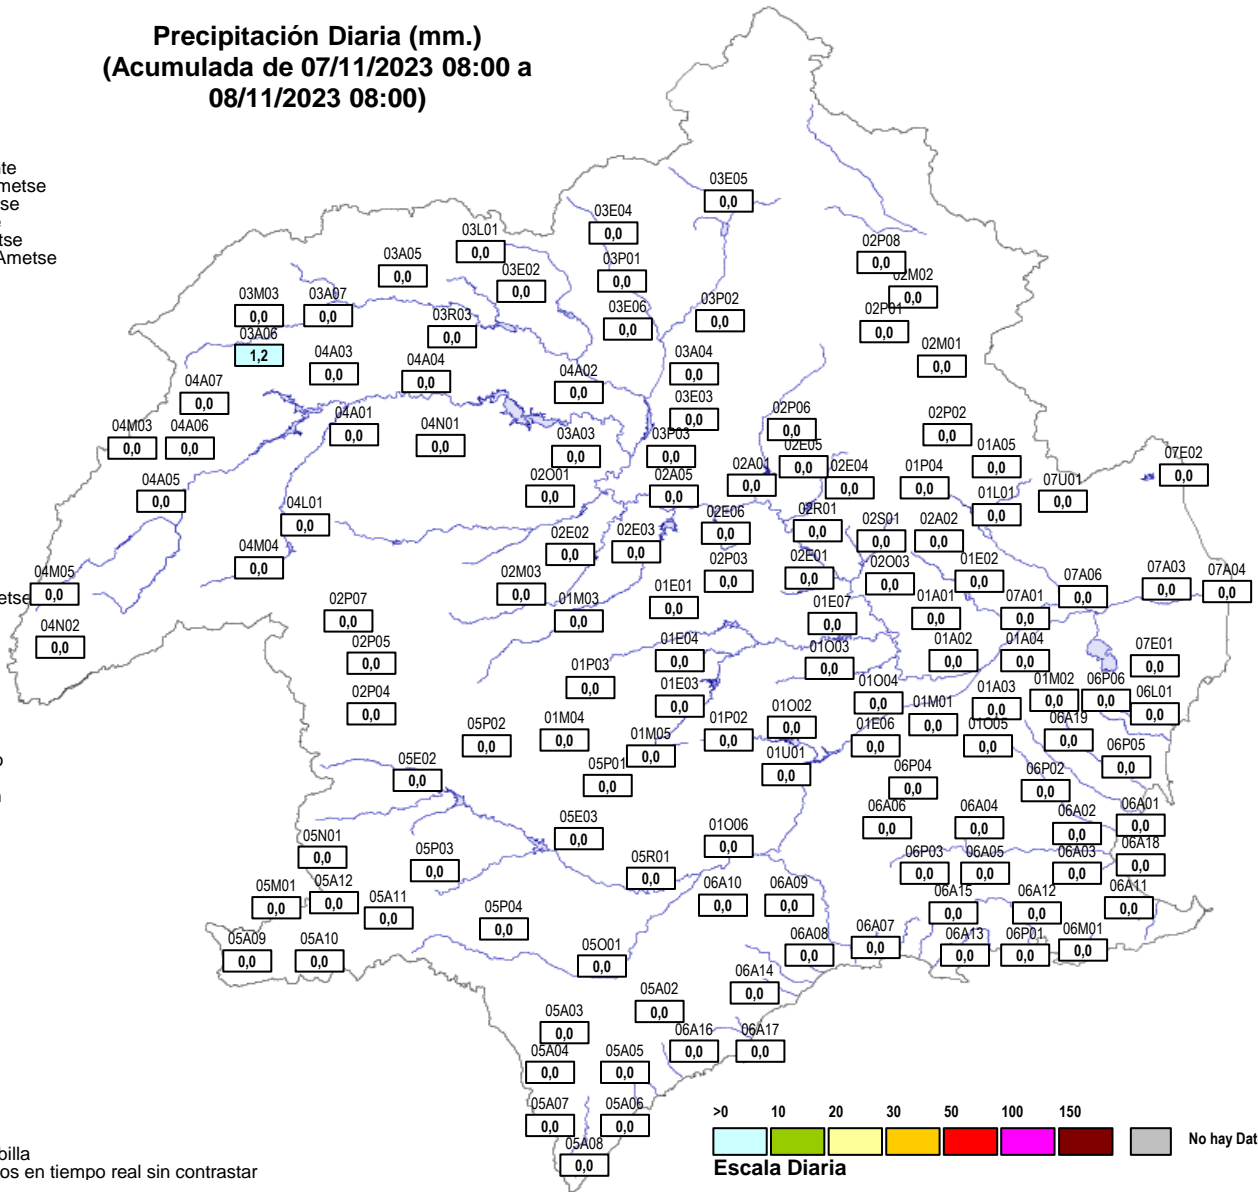 Precipitación Diaria (mm.)
(Acumulada de 07/11/2023 08:00 a
08/11/2023 08:00)
te
metse
se
tse
Ametse
03E05
0,0
03E04
0,0
03L01
0,0
03A05
0,0
03P01
0,0
03E02
0,0
02P08
0,0
02M02
0,0
03M03
0,0
03A07
0,0
03R03
0,0
03E06
0,0
03P02
0,0
02P01
0,0
03A06
1,2
04A03
0,0
04A04
0,0
04A02
0,0
03A04
0,0
02M01
0,0
04A07
0,0
03E03
0,0
04M03
0,0
04A06
0,0
04A01
0,0
04N01
0,0
03A03
0,0
03P03
0,0
02P06
0,0
02P02
0,0
02E05
0,0
01A05
0,0
07E02
0,0
04A05
0,0
02O01
0,0
02A05
0,0
02A01
0,0
02E04
0,0
01P04
0,0
07U01
0,0
04L01
0,0
01L01
0,0
02E06
0,0
02R01
0,0
02S01
0,0
02A02
0,0
04M04
0,0
02E02
0,0
02E03
0,0
02P03
0,0
02E01
0,0
02O03
0,0
01E02
0,0
04M05
0,0
etse
02M03
0,0
07A06
0,0
07A03
0,0
07A04
0,0
02P07
0,0
01M03
0,0
01E01
0,0
01E07
0,0
01A01
0,0
07A01
0,0
04N02
0,0
02P05
0,0
01E04
0,0
01O03
0,0
01A02
0,0
01A04
0,0
07E01
0,0
01P03
0,0
01E03
0,0
01O04
0,0
01A03
0,0
01M02
0,0
06P06
0,0
06L01
0,0
02P04
0,0
05P02
0,0
01M04
0,0
01M05
0,0
01P02
0,0
01O02
0,0
01E06
0,0
01M01
0,0
01O05
0,0
06A19
0,0
05E02
0,0
05P01
0,0
01U01
0,0
06P04
0,0
06P02
0,0
06P05
0,0
05E03
0,0
01O06
0,0
06A06
0,0
06A04
0,0
06A02
0,0
06A01
0,0
05N01
0,0
05P03
0,0
05R01
0,0
06P03
0,0
06A05
0,0
06A03
0,0
06A18
0,0
05M01
0,0
05A12
0,0
05A11
0,0
06A10
0,0
06A09
0,0
06A15
0,0
06A12
0,0
06A11
0,0
05P04
0,0
05A09
0,0
05A10
0,0
05O01
0,0
06A08
0,0
06A07
0,0
06A13
0,0
06P01
0,0
06M01
0,0
06A14
0,0
05A02
0,0
05A03
0,0
06A16
0,0
06A17
0,0
05A04
0,0
05A05
0,0
05A07
0,0
05A06
0,0
05A08
0,0
>0 10 20 30 50 100 150
No hay Dat
Escala Diaria
billa
os en tiempo real sin contrastar